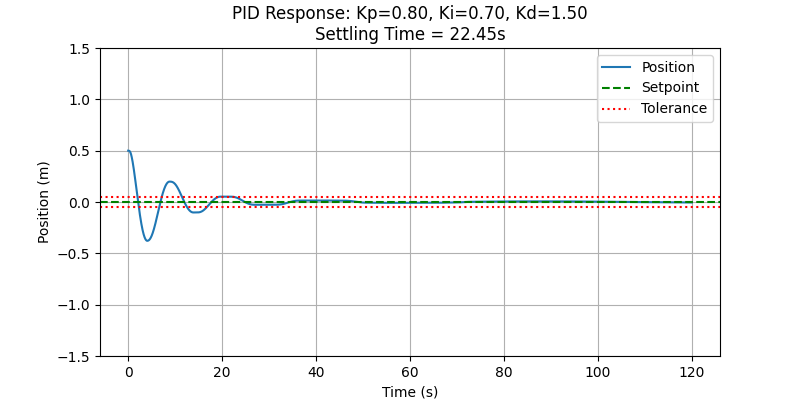 PID Response: Kp=0.80, Ki=0.70, Kd=1.50
Settling Time = 22.45s
Position
Setpoint
Tolerance
1.5
1.0
0.5
0.0
−0.5
−1.0
−1.5
Position (m)
0
20
40
60
80
100
120
Time (s)